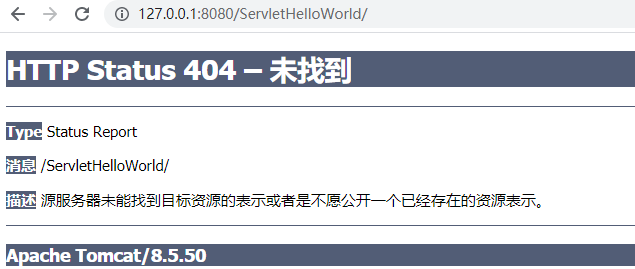 127.0.0.1:8080/ServletHelloWorld/
HTTP Status 404 – 未找到
Type Status Report
消息 /ServletHelloWorld/
描述 源服务器未能找到目标资源的表示或者是不愿公开一个已经存在的资源表示。
Apache Tomcat/8.5.50